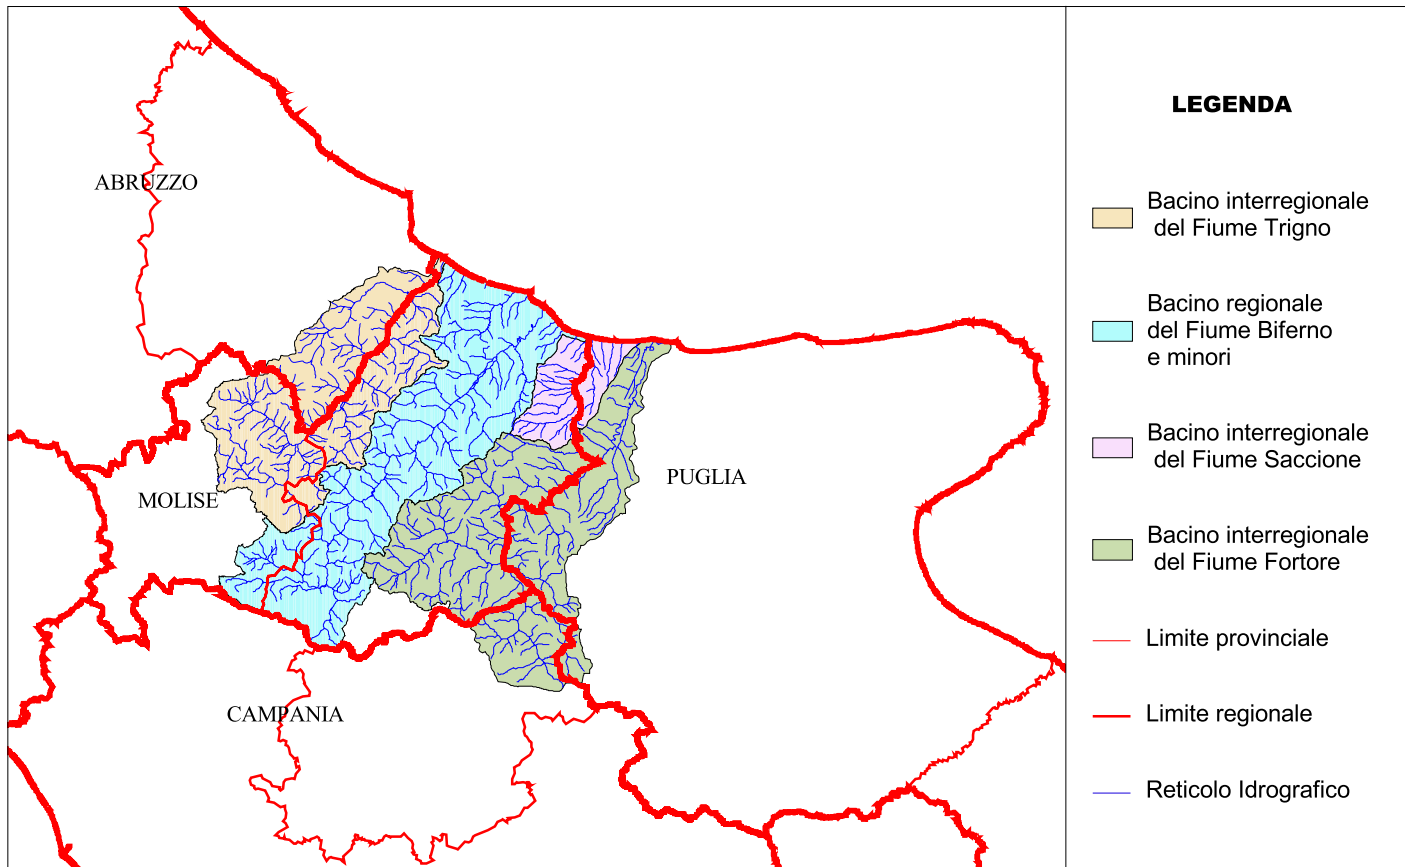 ABRUZZO
MOLISE
PUGLIA
CAMPANIA
LEGENDA
Bacino interregionale
del Fiume Trigno
Bacino regionale
del Fiume Biferno
e minori
Bacino interregionale
del Fiume Saccione
Bacino interregionale
del Fiume Fortore
Limite provinciale
Limite regionale
Reticolo Idrografico